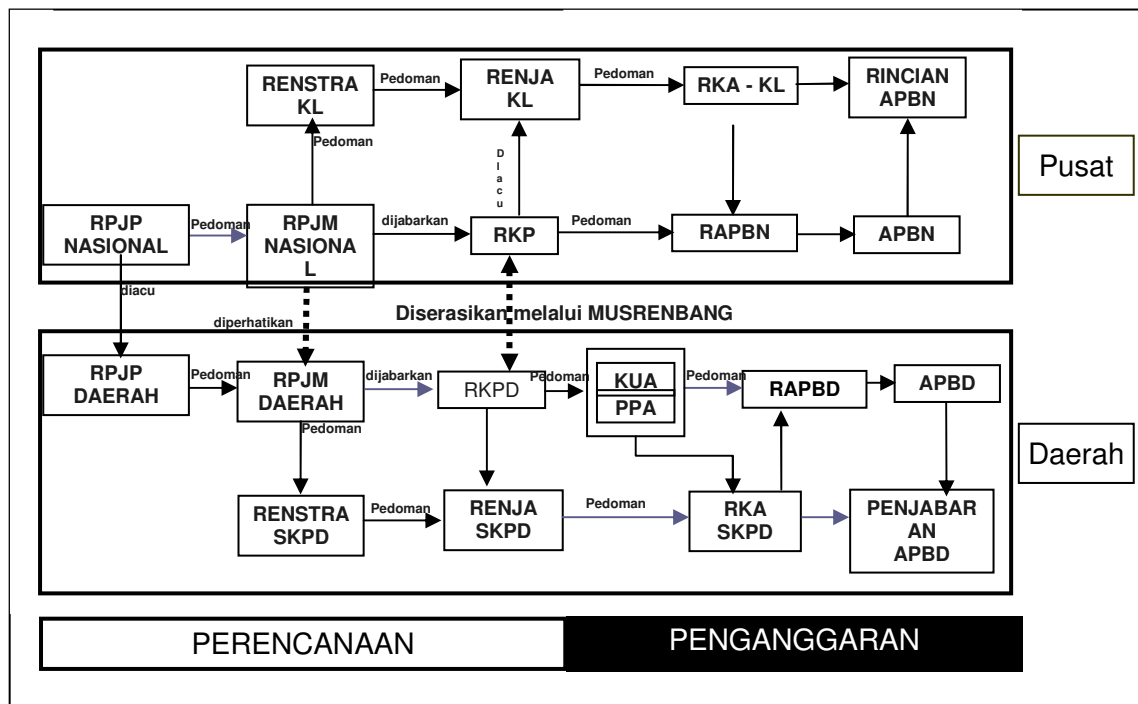 RENSTRA
KL
Pedoman
RENJA
KL
Pedoman
RKA - KL
RINCIAN
APBN
Pedoman
DIacu
Pusat
RPJP
NASIONAL
Pedoman
RPJM
NASIONA
L
dijabarkan
RKP
Pedoman
RAPBN
APBN
diacu
diperhatikan
Diserasikan melalui MUSRENBANG
RPJP
DAERAH
Pedoman
RPJM
DAERAH
dijabarkan
RKPD
Pedoman
KUA
PPA
Pedoman
RAPBD
APBD
Daerah
Pedoman
RENSTRA
SKPD
Pedoman
RENJA
SKPD
Pedoman
RKA
SKPD
PENJABAR
AN
APBD
PERENCANAAN
PENGANGGARAN